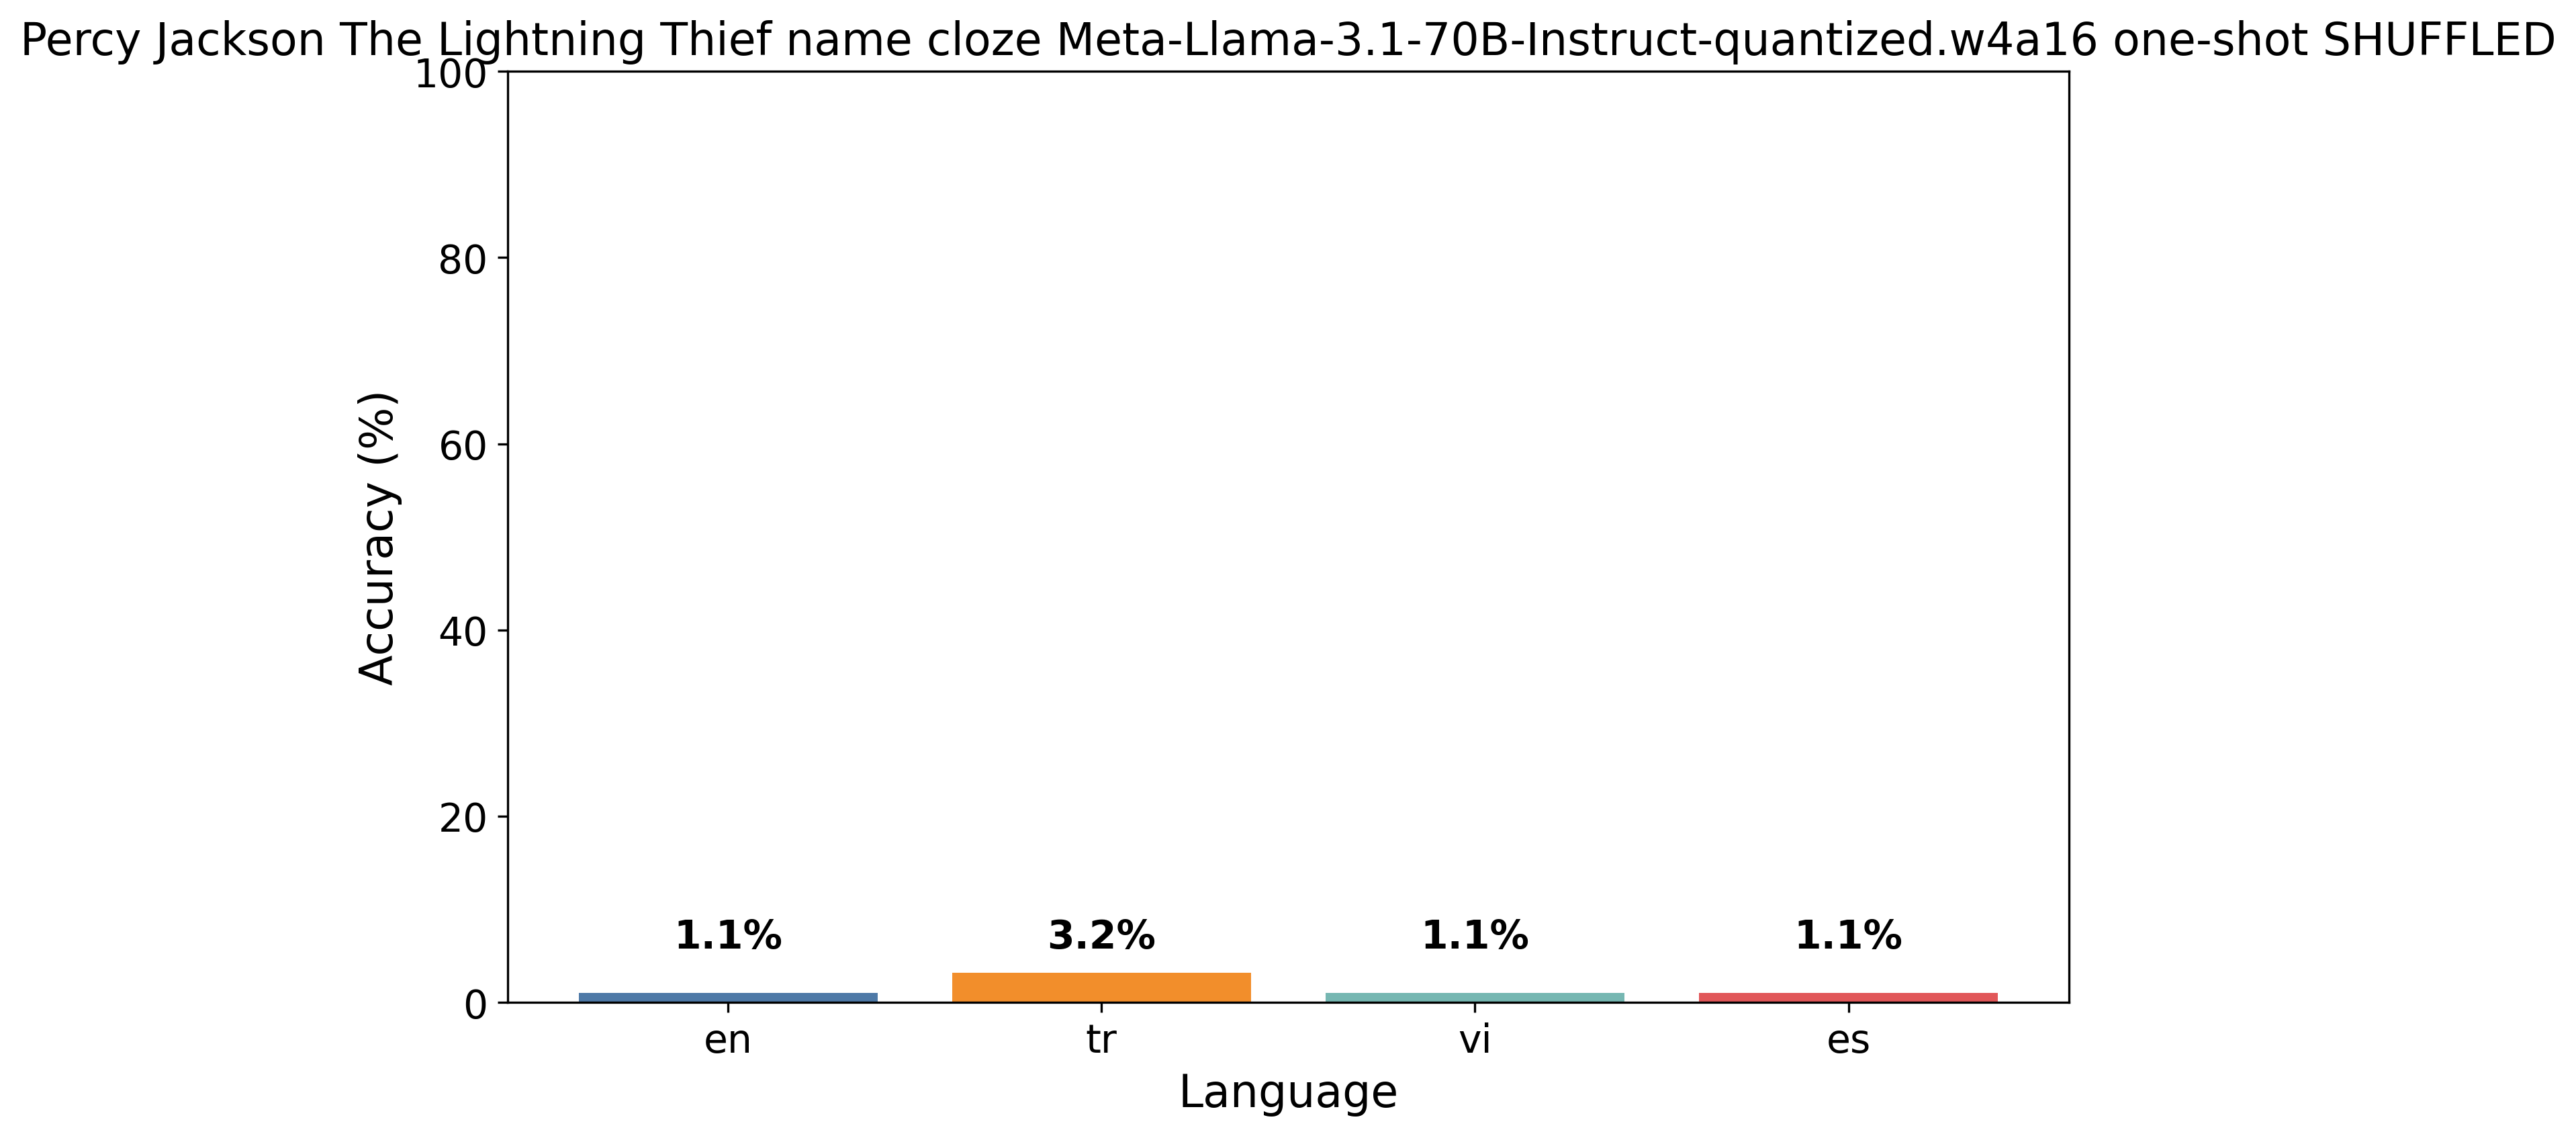 Percy Jackson The Lightning Thief name cloze Meta-Llama-3.1-70B-Instruct-quantized.w4a16 one-shot SHUFFLED
Accuracy (%)
100
80
60
40
20
0
1.1%
3.2%
1.1%
1.1%
en
tr
vi
es
Language